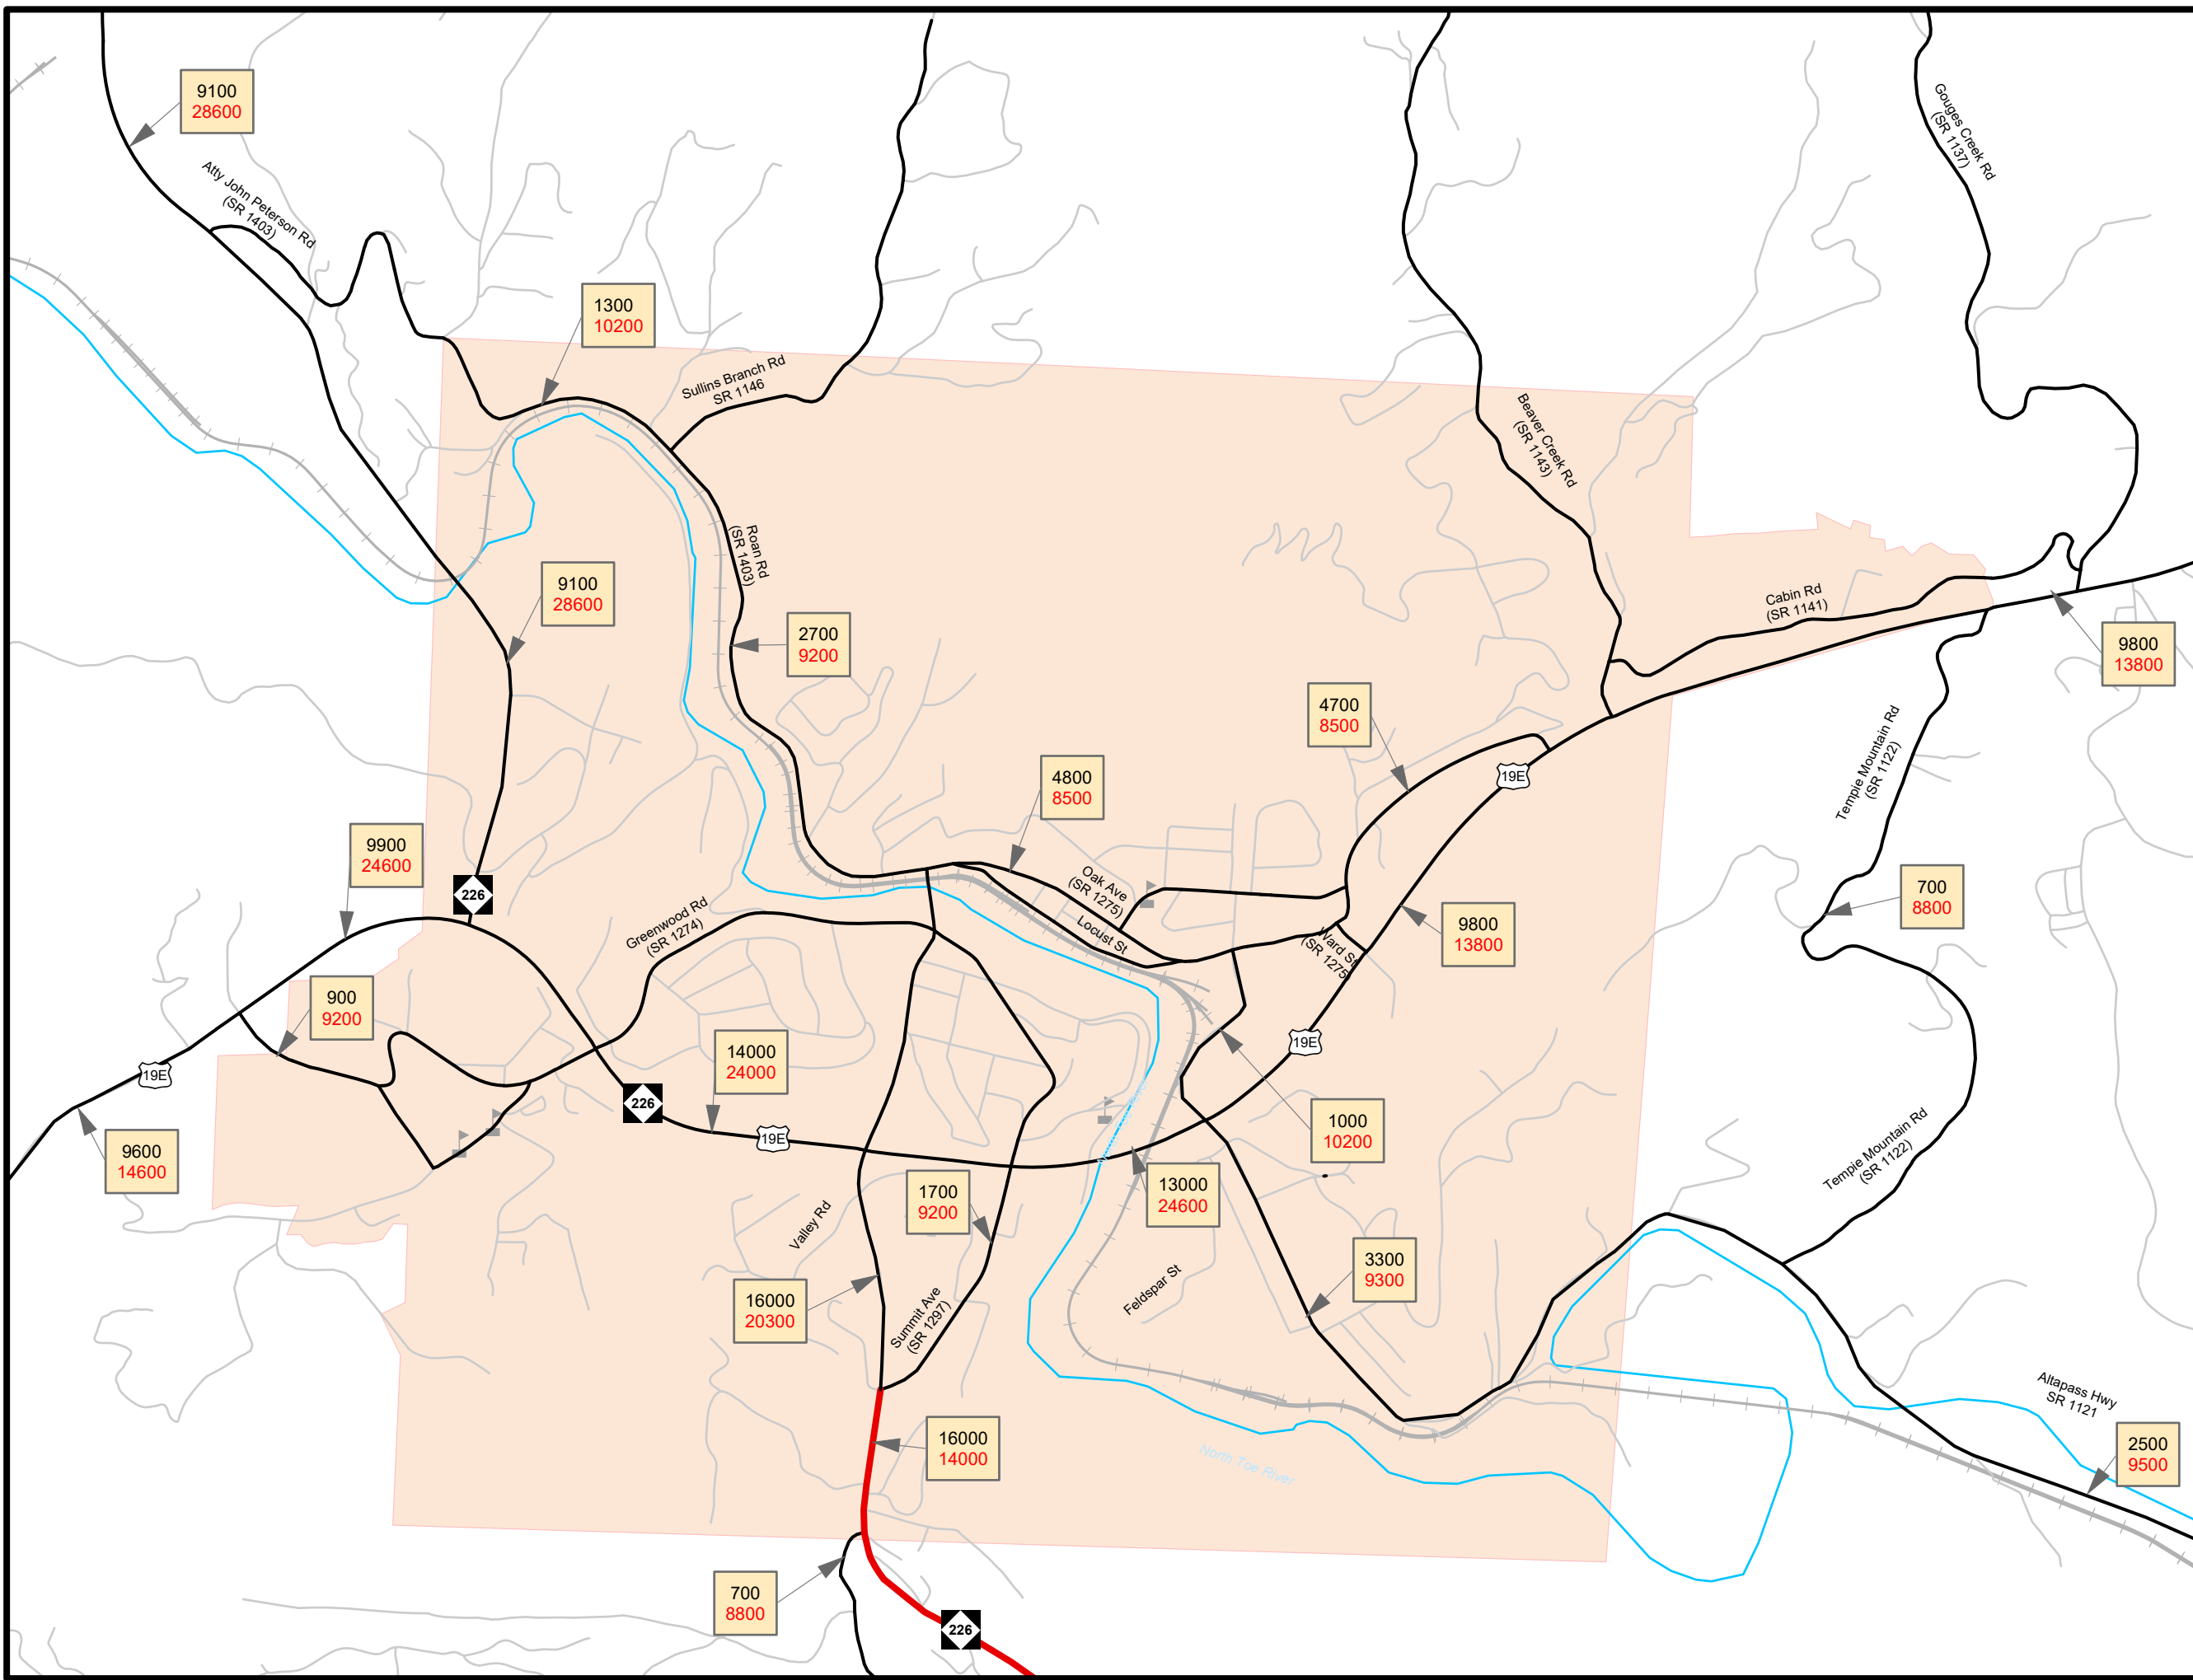 9100
28600
Atty John Peterson Rd
(SR 1403)
Gouges Creek Rd
(SR 1137)
1300
10200
Sullins Branch Rd
SR 1146
Beaver Creek Rd
(SR 1143)
Roan Rd
(SR 1403)
9100
28600
2700
9200
Cabin Rd
(SR 1141)
9800
13800
4700
8500
4800
8500
19E
Tempie Mountain Rd
(SR 1122)
9900
24600
226
Greenwood Rd
(SR 1274)
Oak Ave
(SR 1275)
Locust St
Ward St
(SR 1275)
9800
13800
700
8800
900
9200
19E
14000
24000
226
19E
19E
1000
10200
9600
14600
Tempie Mountain Rd
(SR 1122)
1700
9200
13000
24600
Valley Rd
3300
9300
16000
20300
Summit Ave
(SR 1297)
Feldspar St
Altapass Hwy
SR 1121
16000
14000
North Toe River
2500
9500
700
8800
226